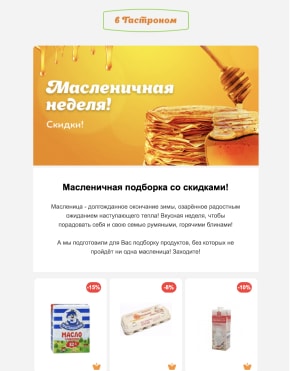 в Гастроном
Масленичная
неделя!
Скидки!
Масленичная подборка со скидками!
Масленица - долгожданное окончание зимы, озарённое радостным
ожиданием наступающего тепла! Вкусная неделя, чтобы
порадовать себя и свою семью румяными, горячими блинами!
А мы подготовили для Вас подборку продуктов, без которых не
пройдёт ни одна масленица! Заходите!
-15% -8% -10%
МАСЛО